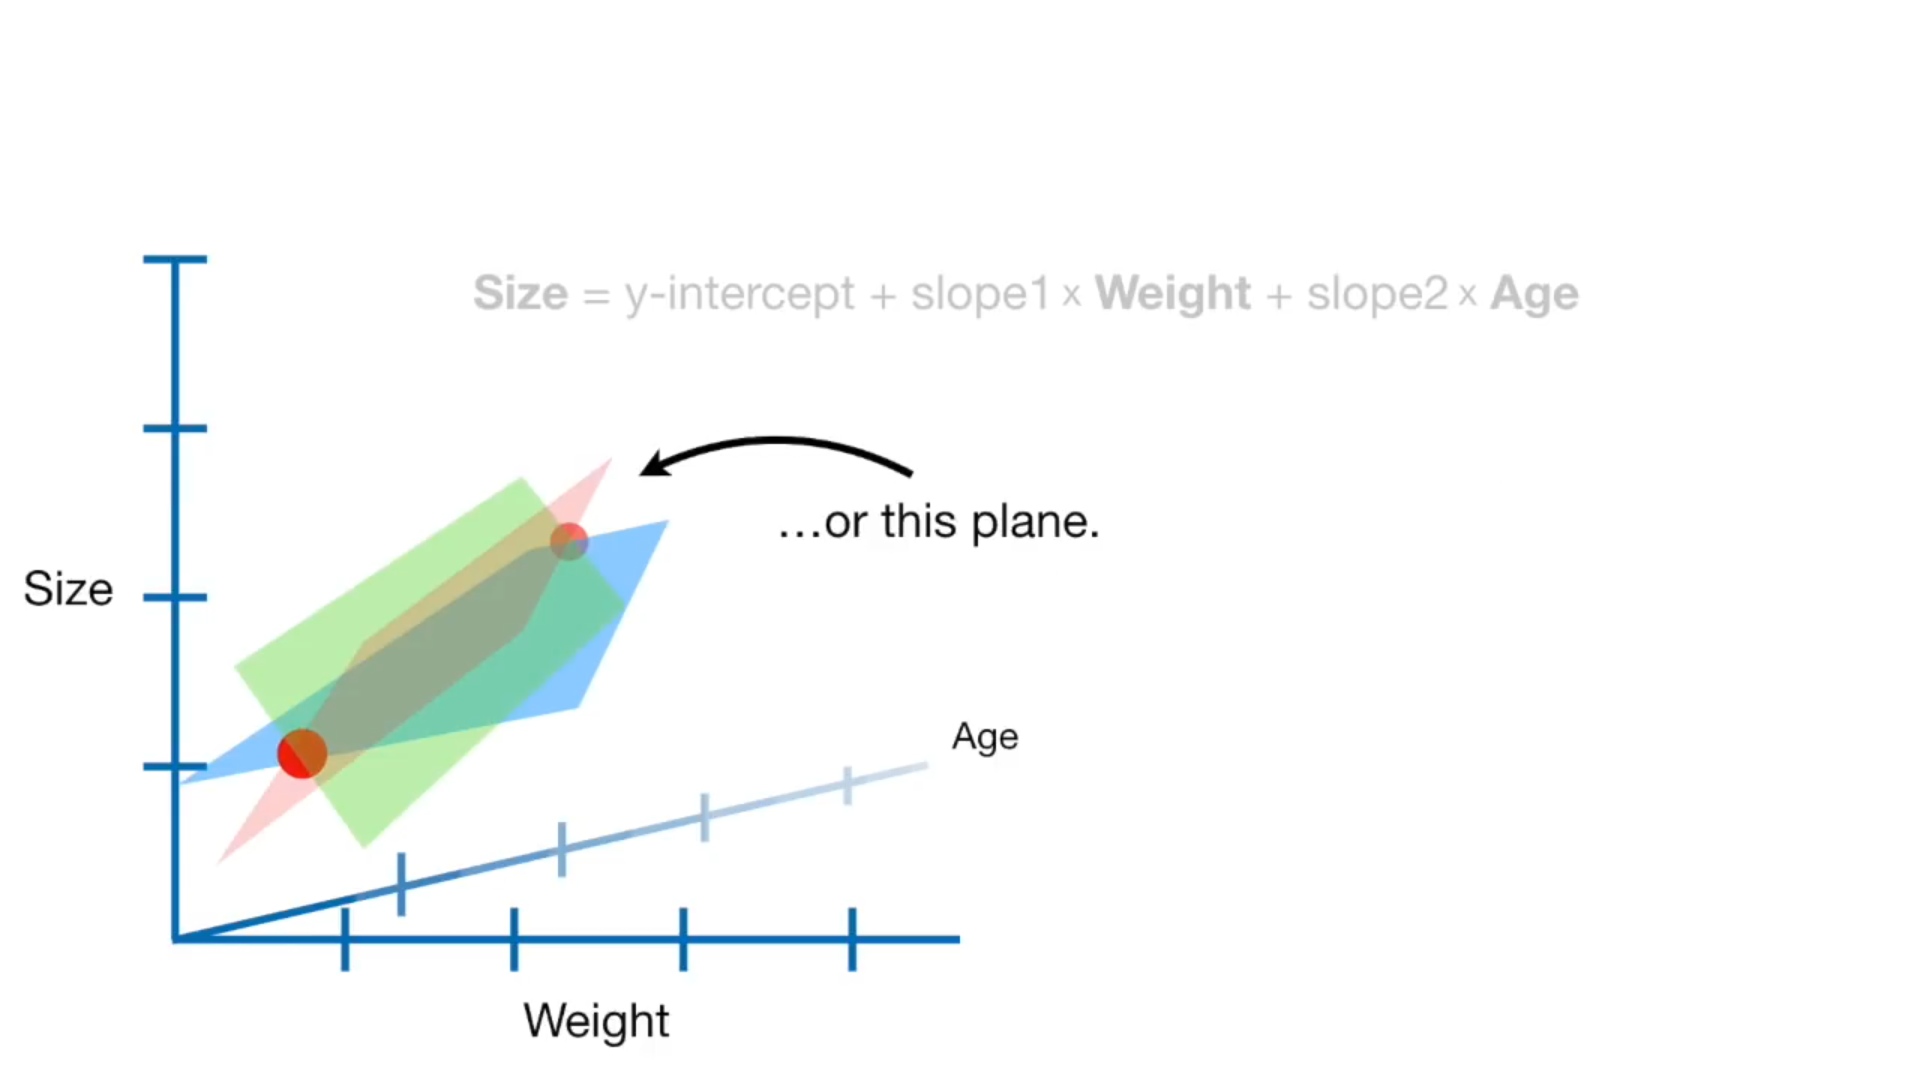 Size = y-intercept + slope1 x Weight + slope2 x Age
…or this plane.
Size
Age
Weight